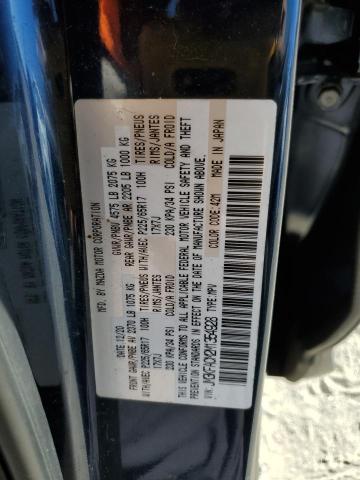 MFD. BY MAZDA MOTOR CORPORATION
12/20 GVWR/PNBV 4575 LB 2075 KG
FRONT GAWR/PNBE AV 2370 LB 1075 KG REAR GAWR/PNBE AR 2205 LB 1000 KG
TIRES/PNEUS WITH/AVEC P225/65R17 100H TIRES/PNEUS WITH/AVEC P225/65R17 100H
RIMS/JANTES 17X7J RIMS/JANTES 17X7J
COLD/A FROID 230 KPA/34 PSI COLD/A FROID 230 KPA/34 PSI
THIS VEHICLE CONFORMS TO ALL APPLICABLE FEDERAL MOTOR VEHICLE SAFETY AND THEFT
PREVENTION STANDARDS IN EFFECT ON THE DATE OF MANUFACTURE SHOWN ABOVE.
MADE IN JAPAN
VIN: TYPE: MPV COLOR CODE: 42M